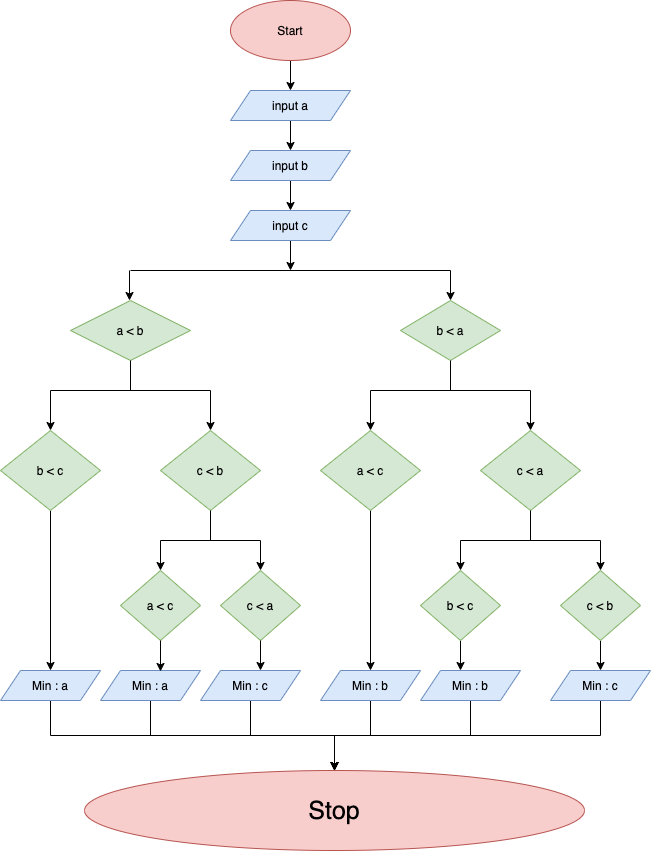 Start
input a
input b
input c
a < b
b < a
b < c
c < b
a < c
c < a
a < c
c < a
b < c
c < b
Min : a
Min : a
Min : c
Min : b
Min : b
Min : c
Stop